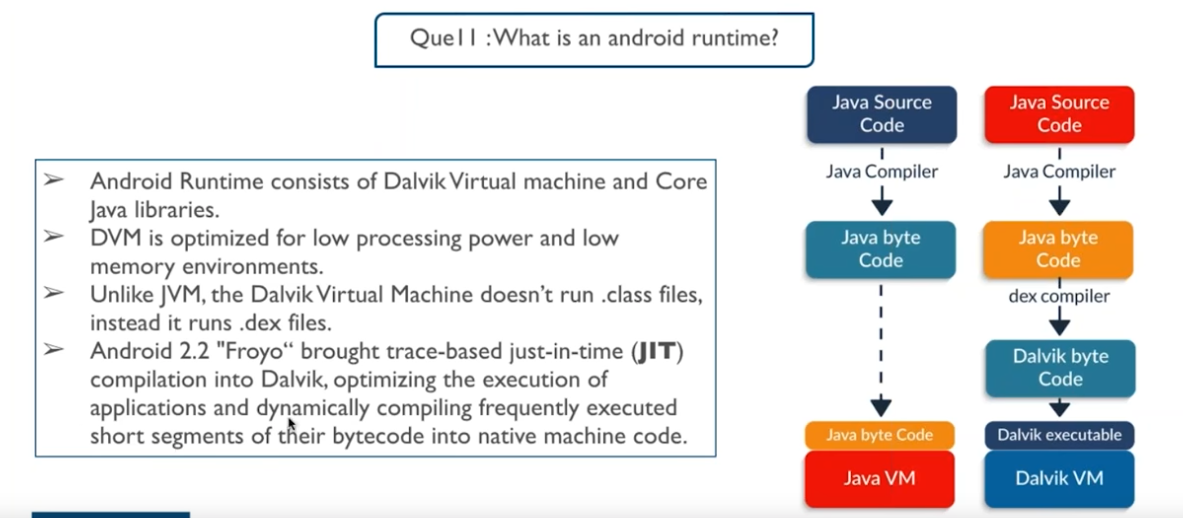 Que11 :What is an android runtime?
➢ Android Runtime consists of Dalvik Virtual machine and Core
Java libraries.
➢ DVM is optimized for low processing power and low
memory environments.
➢ Unlike JVM, the Dalvik Virtual Machine doesn't run .class files,
instead it runs .dex files.
➢ Android 2.2 "Froyo“ brought trace-based just-in-time (JIT)
compilation into Dalvik, optimizing the execution of
applications and dynamically compiling frequently executed
short segments of their bytecode into native machine code.
Java Source
Code
Java Compiler
Java byte
Code
Java byte Code
Java VM
Java Source
Code
Java Compiler
Java byte
Code
dex compiler
Dalvik byte
Code
Dalvik executable
Dalvik VM